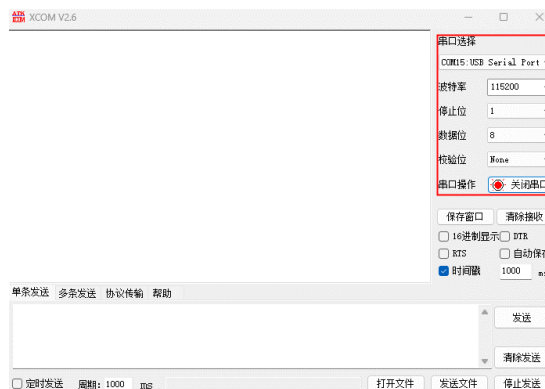 ATK XCOM XCOM V2.6
串口选择
COM15:USB Serial Port
波特率 115200
停止位 1
数据位 8
校验位 None
串口操作 关闭串口
保存窗口 清除接收
16进制显示 DTR
RTS 自动保存
时间戳 1000 ms
单条发送 多条发送 协议传输 帮助
发送
清除发送
定时发送 周期: 1000 ms 打开文件 发送文件 停止发送